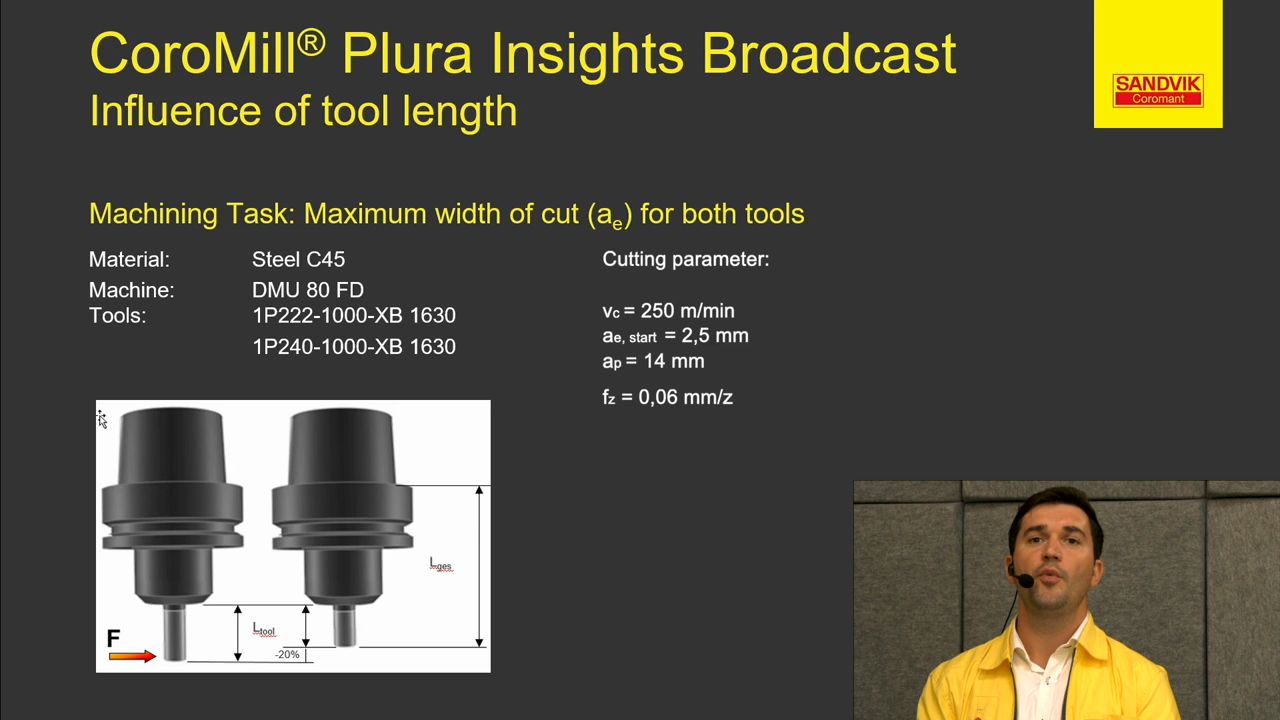 CoroMill® Plura Insights Broadcast
Influence of tool length
SANDVIK
Coromant
Machining Task: Maximum width of cut (ae) for both tools
Material: Steel C45
Machine: DMU 80 FD
Tools: 1P222-1000-XB 1630
1P240-1000-XB 1630
Cutting parameter:
vc = 250 m/min
ae, start = 2,5 mm
ap = 14 mm
fz = 0,06 mm/z
Lges
Ltool
F
-20%